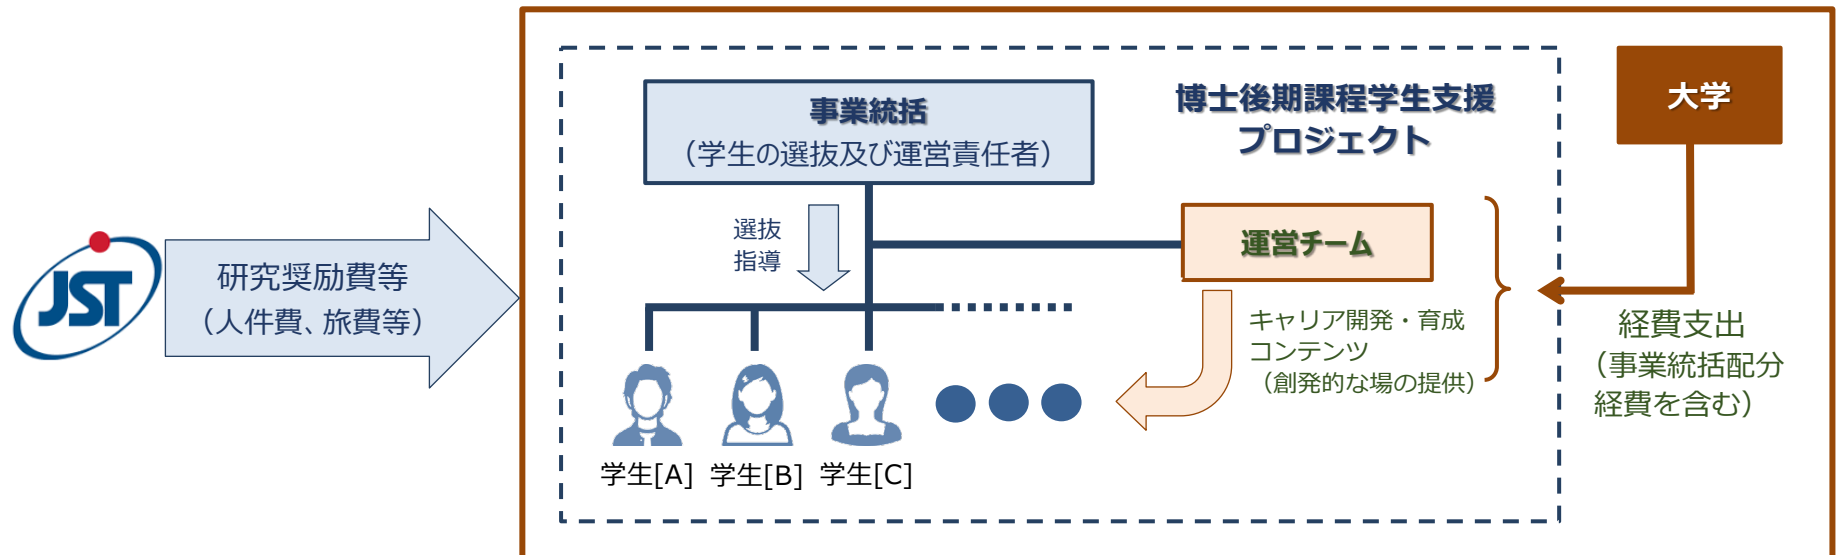 JST
研究奨励費等
（人件費、旅費等）
事業統括
（学生の選抜及び運営責任者）
博士後期課程学生支援
プロジェクト
大学
選抜
指導
運営チーム
キャリア開発・育成
コンテンツ
（創発的な場の提供）
経費支出
（事業統括配分
経費を含む）
学生[A]
学生[B]
学生[C]